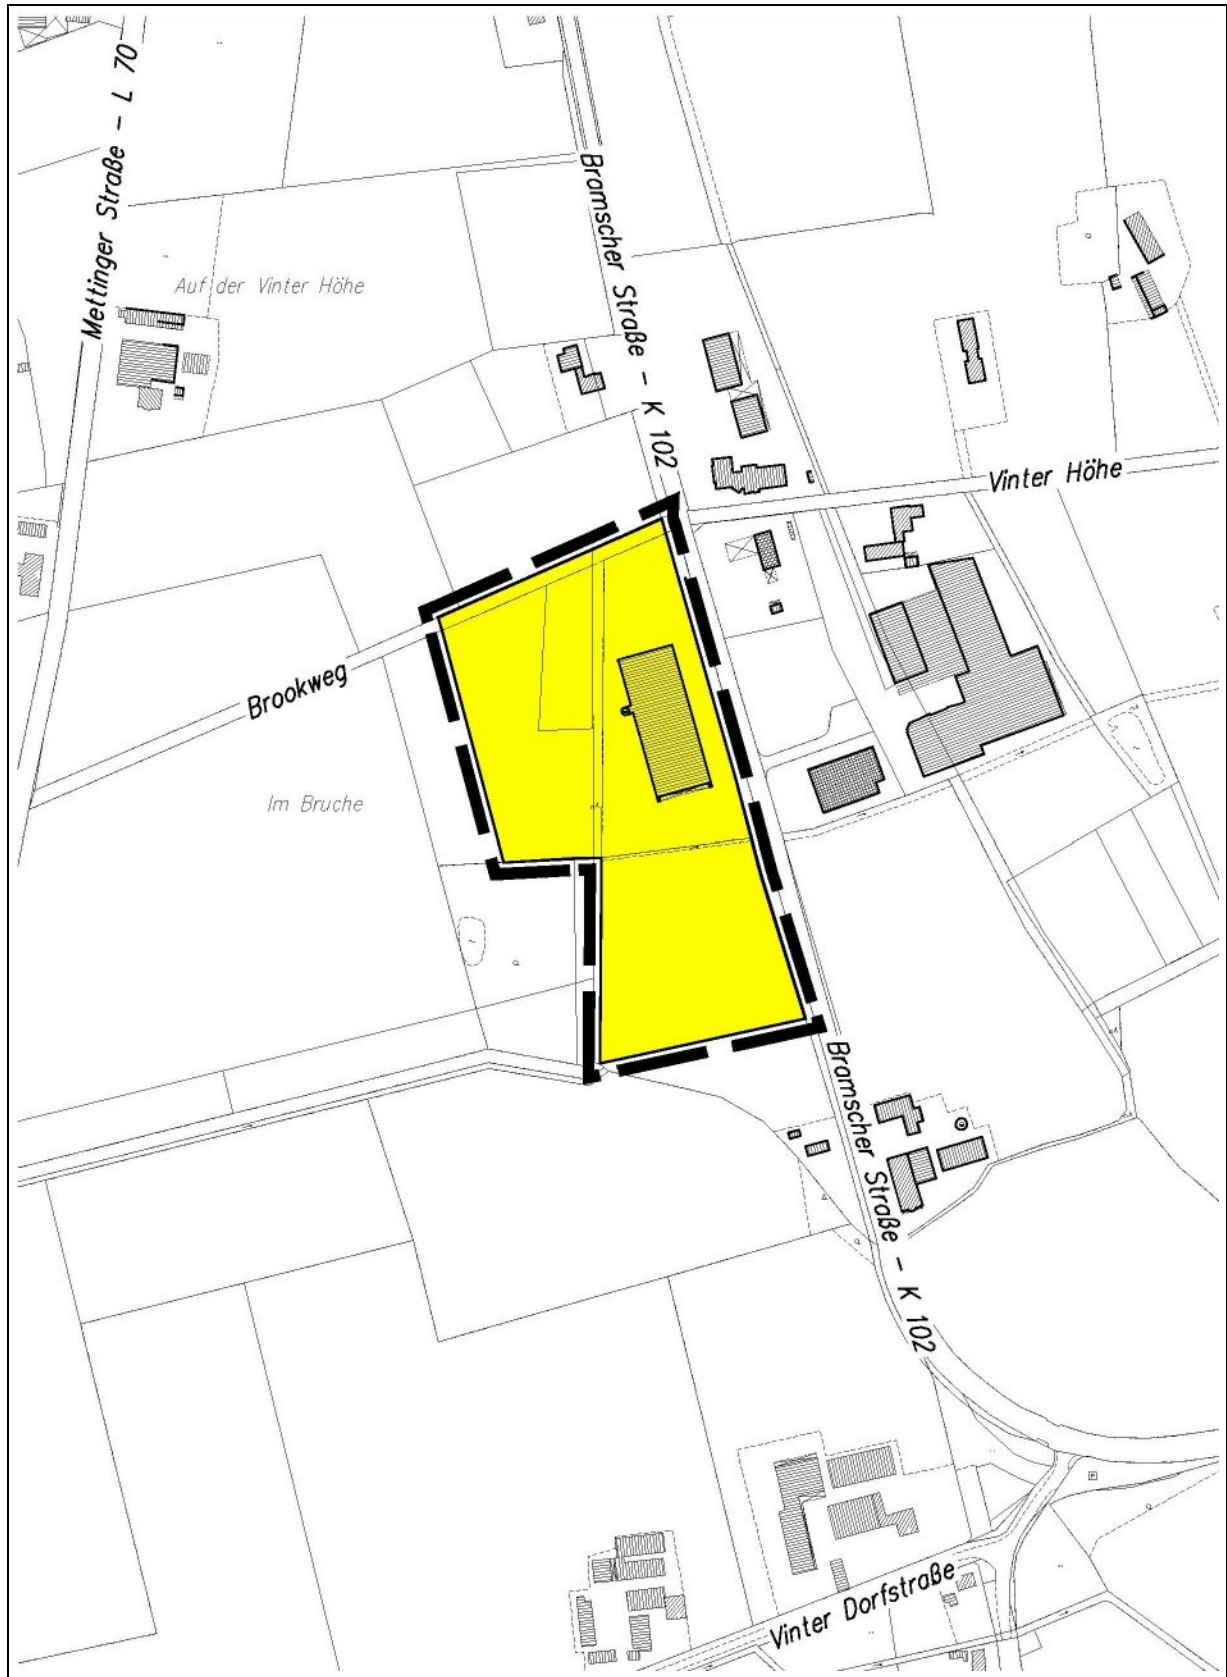 Mettinger Straße - L 70
Bramscher Straße - K 102
Auf der Vinter Höhe
Vinter Höhe
Brookweg
Im Bruche
Bramscher Straße - K 102
Vinter Dorfstraße